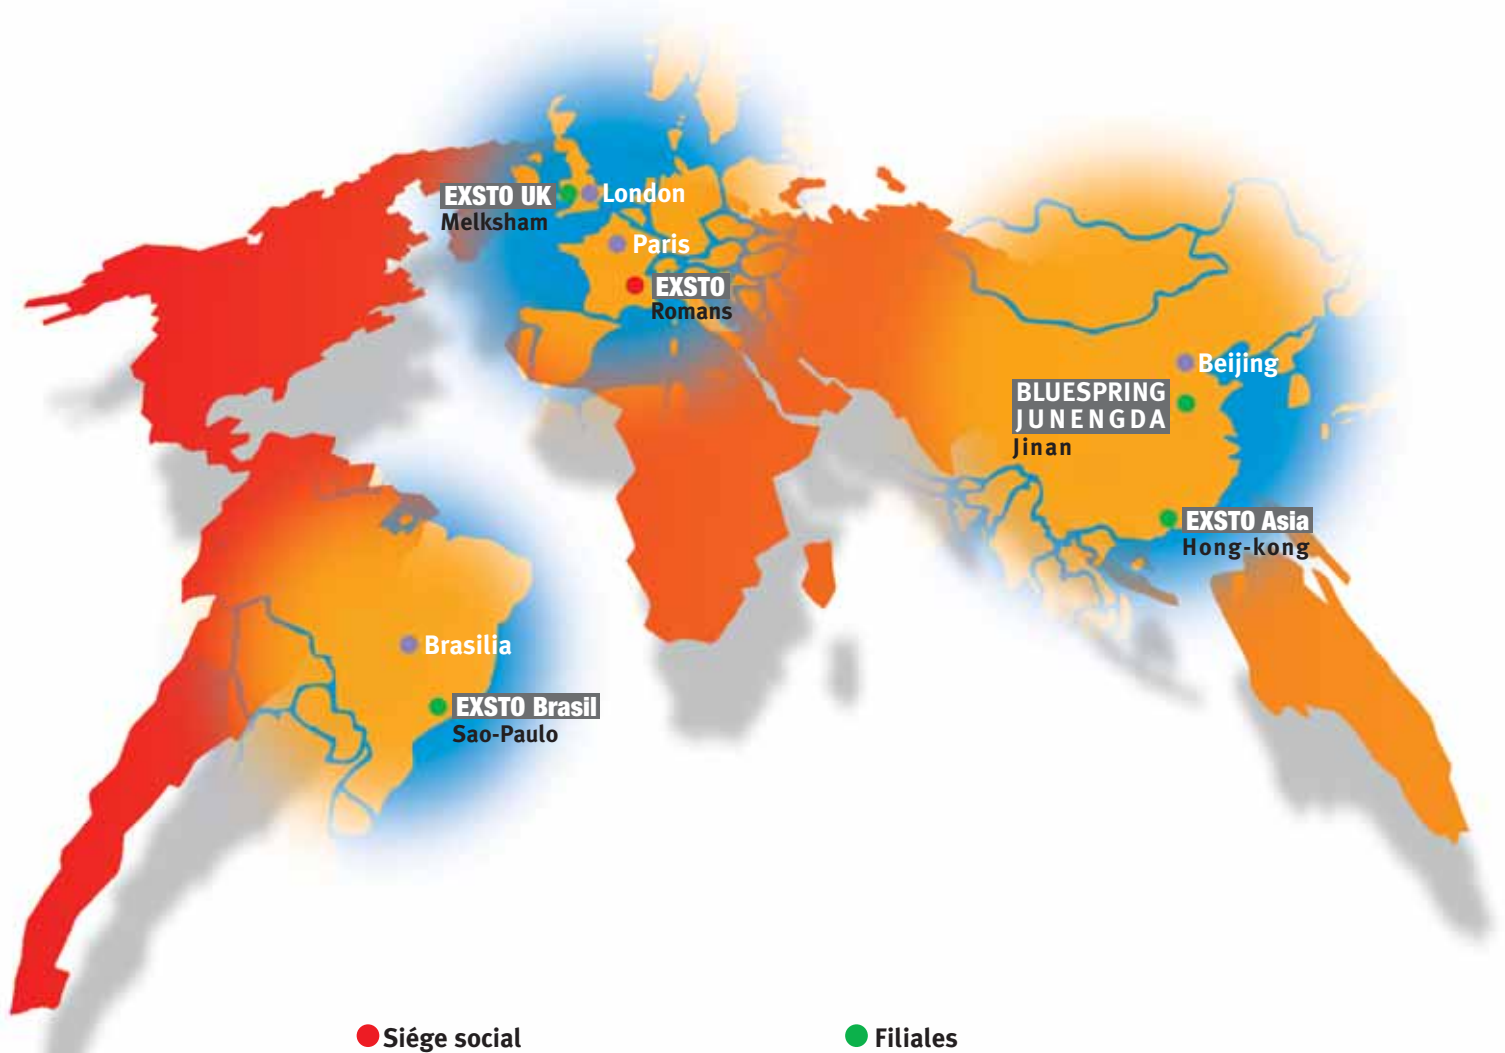 EXSTO UK
London
Melksham
Paris
EXSTO
Romans
Beijing
BLUESPRING
JUNENGDA
Jinan
EXSTO Asia
Hong-kong
Brasilia
EXSTO Brasil
Sao-Paulo
Siége social
Filiales